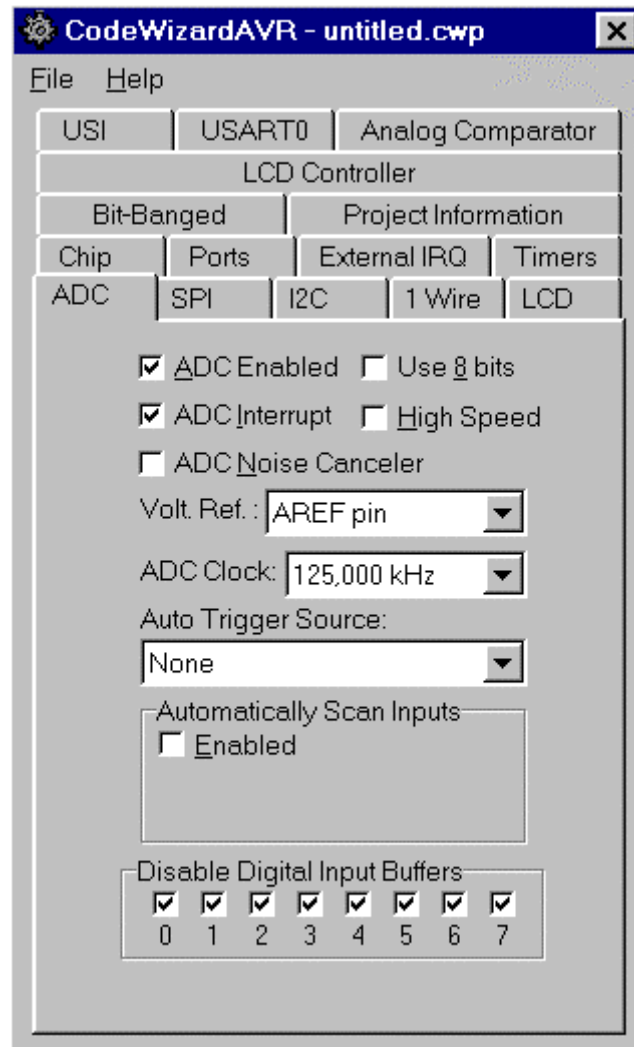 CodeWizardAVR - untitled.cwp
File Help
USI USART0 Analog Comparator
LCD Controller
Bit-Banged Project Information
Chip Ports External IRQ Timers
ADC SPI I2C 1 Wire LCD
ADC Enabled Use 8 bits
ADC Interrupt High Speed
ADC Noise Canceler
Volt. Ref. : AREF pin
ADC Clock: 125,000 kHz
Auto Trigger Source:
None
Automatically Scan Inputs
Enabled
Disable Digital Input Buffers
0 1 2 3 4 5 6 7